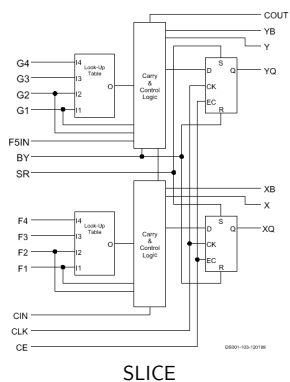 COUT
YB
Y
G4 I4 Look-Up Table
G3 I3
G2 I2 O
G1 I1
Carry & Control Logic
S
D Q YQ
CK
EC
R
F5IN
BY
SR
XB
X
F4 I4 Look-Up Table
F3 I3
F2 I2 O
F1 I1
Carry & Control Logic
S
D Q XQ
CK
EC
R
CIN
CLK
CE
DS001-103-120199
SLICE